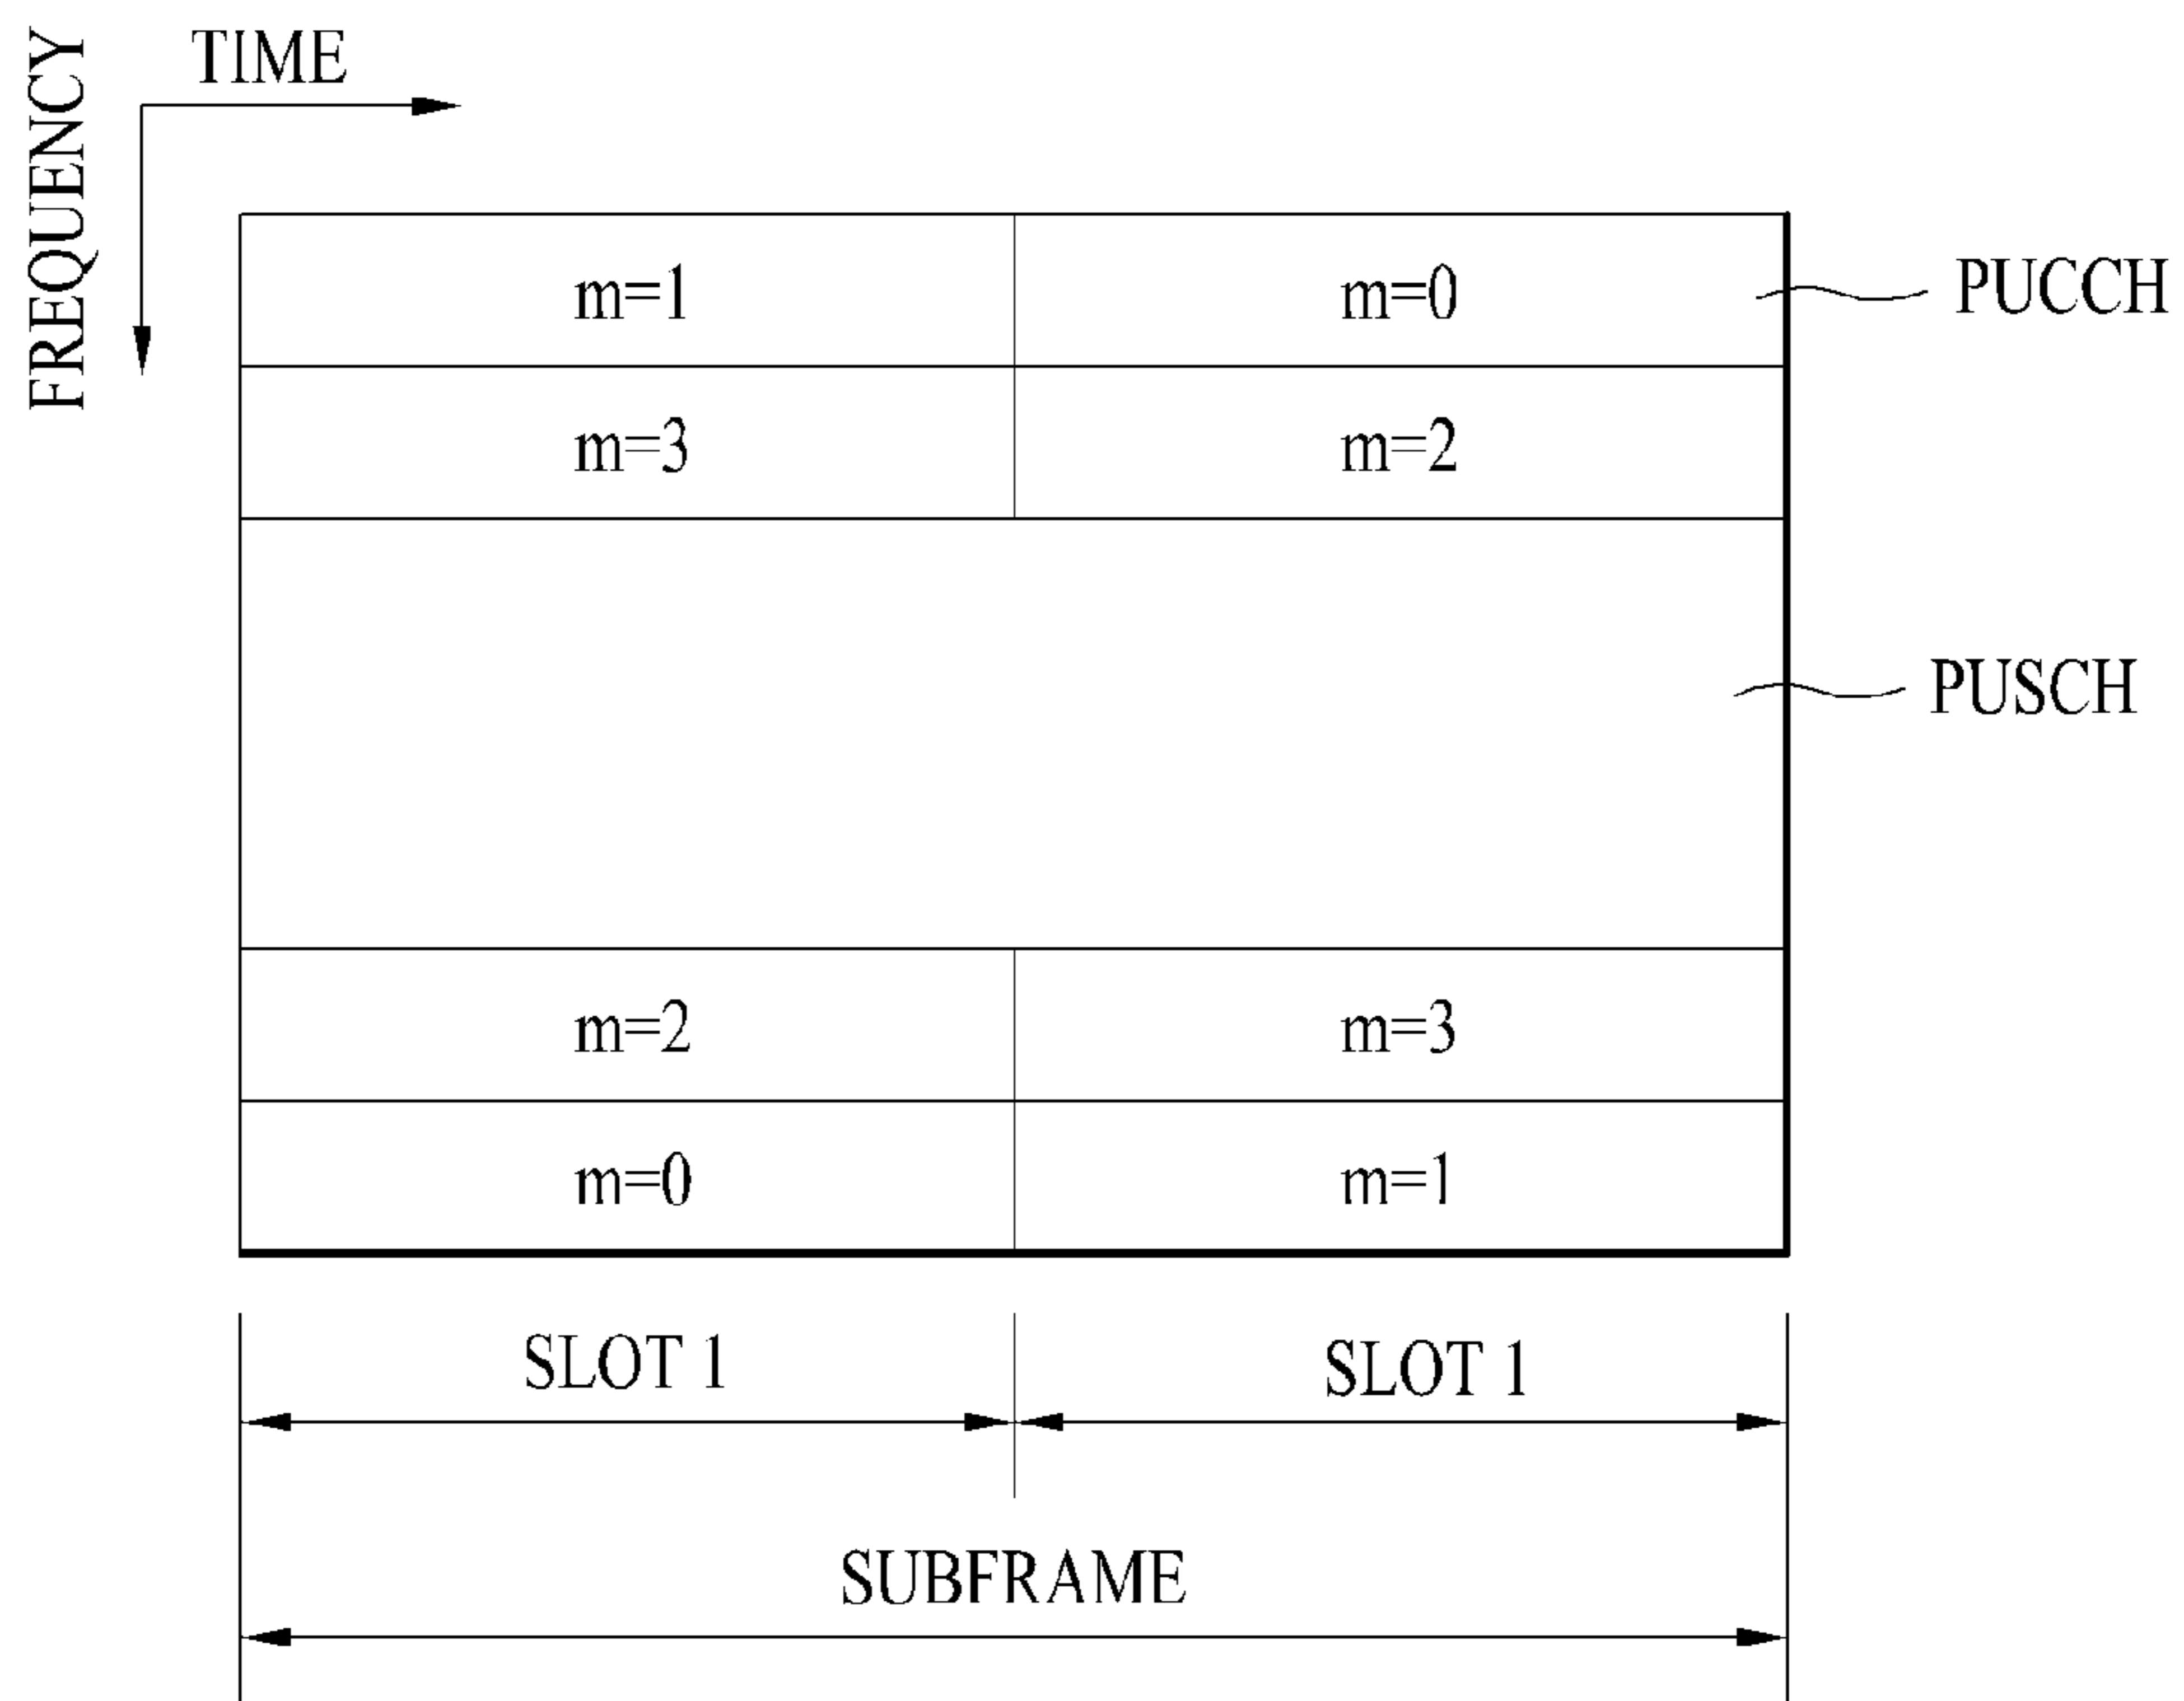 TIME
FREQUENCY
m=1 m=0 PUCCH
m=3 m=2
PUSCH
m=2 m=3
m=0 m=1
SLOT 1 SLOT 1
SUBFRAME